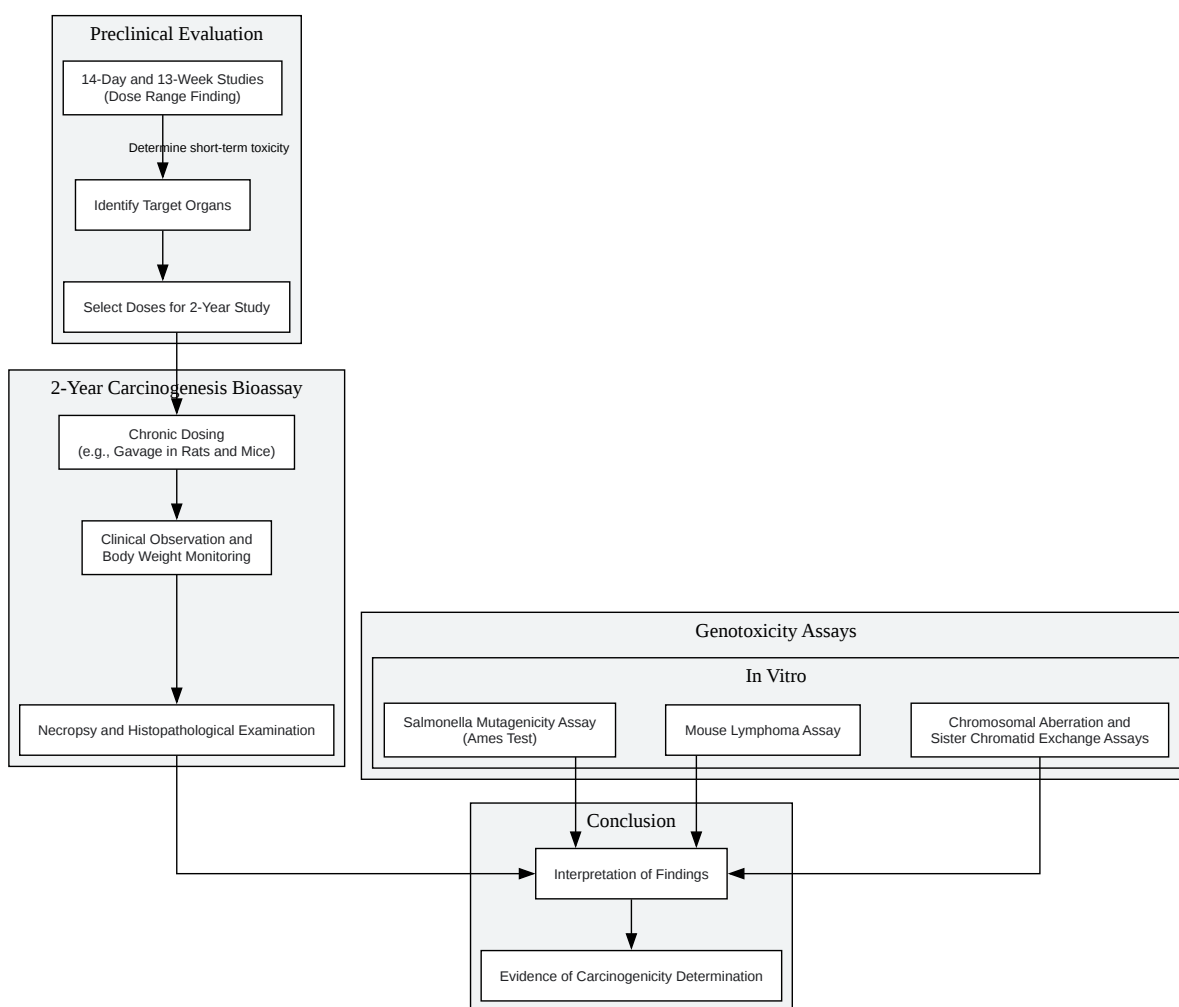 Preclinical Evaluation
14-Day and 13-Week Studies
(Dose Range Finding)
Determine short-term toxicity
Identify Target Organs
Select Doses for 2-Year Study
2-Year Carcinogenesis Bioassay
Chronic Dosing
(e.g., Gavage in Rats and Mice)
Clinical Observation and
Body Weight Monitoring
Necropsy and Histopathological Examination
Genotoxicity Assays
In Vitro
Salmonella Mutagenicity Assay
(Ames Test)
Mouse Lymphoma Assay
Chromosomal Aberration and
Sister Chromatid Exchange Assays
Conclusion
Interpretation of Findings
Evidence of Carcinogenicity Determination